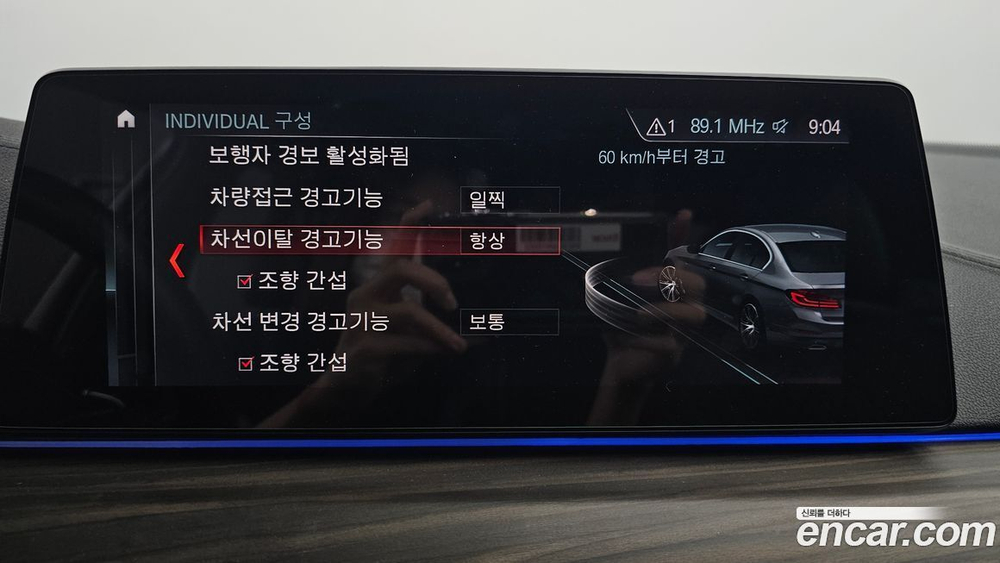 INDIVIDUAL 구성
1 89.1 MHz 9:04
보행자 경보 활성화됨
60 km/h부터 경고
차량접근 경고기능 일찍
차선이탈 경고기능 항상
조향 간섭
차선 변경 경고기능 보통
조향 간섭
신뢰를 더하다
encar.com